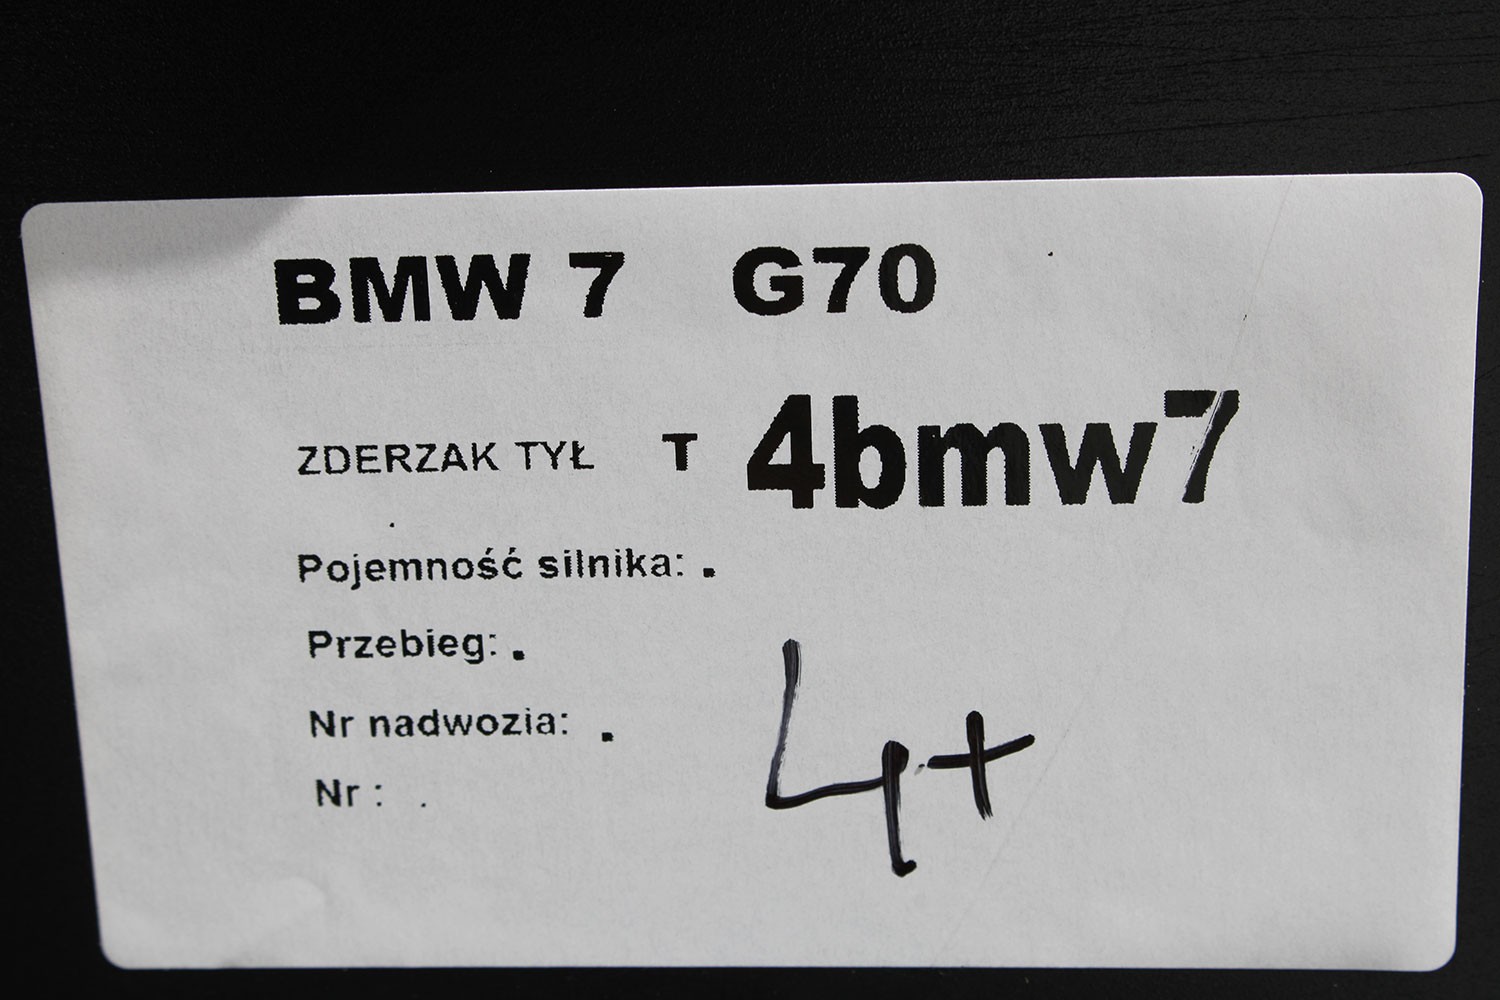 BMW 7 G70
ZDERZAK TYŁ T 4bmw7
Pojemność silnika: .
Przebieg: .
Nr nadwozia: .
Nr : .
4+